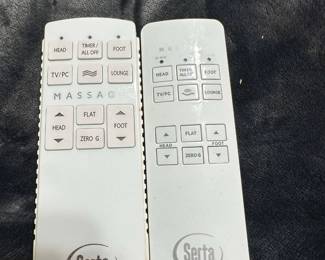 HEAD
TIMER/
ALL OFF
FOOT
TV/PC
LOUNGE
MASSAG
FLAT
HEAD
FOOT
ZERO G
Serta
HEAD
TIMER/
ALL OFF
FOOT
TV/PC
LOUNGE
FLAT
HEAD
FOOT
ZERO G
Serta